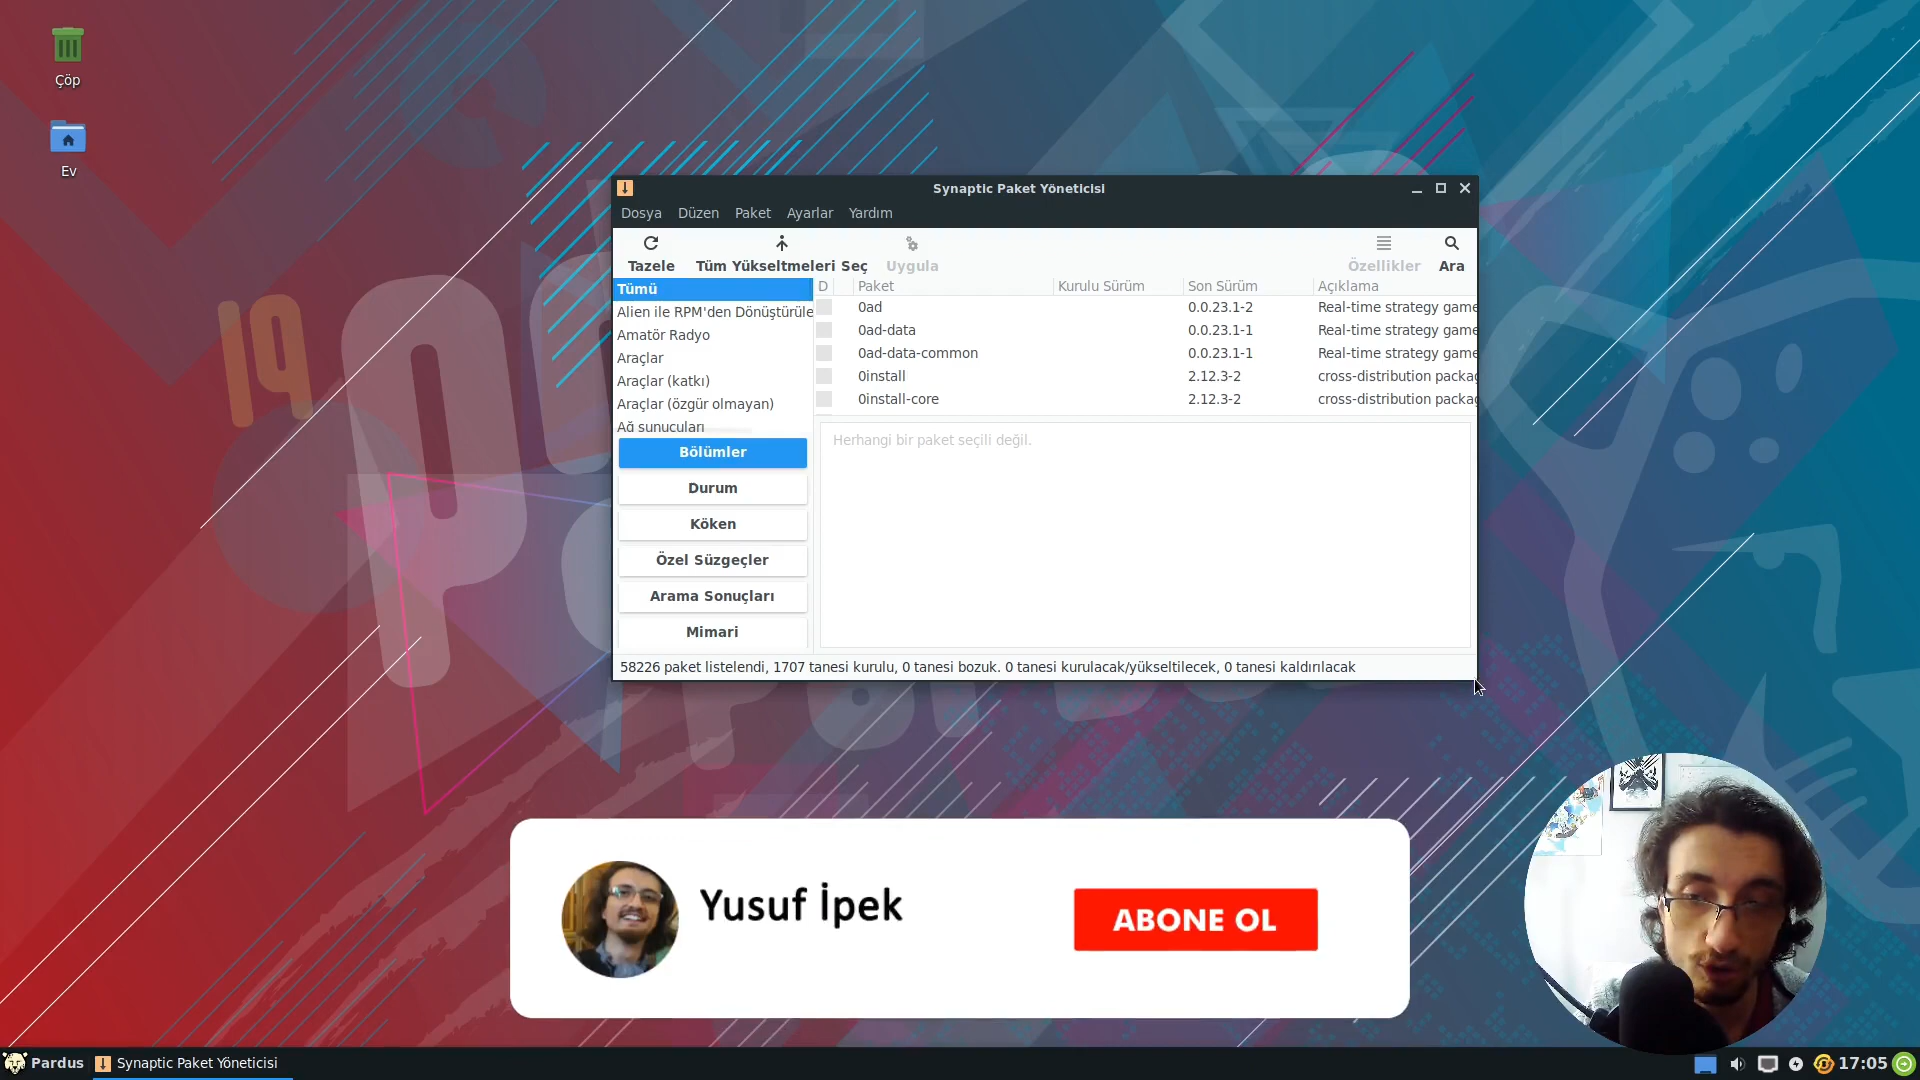 Çöp
Ev
19
Synaptic Paket Yöneticisi
Dosya Düzen Paket Ayarlar Yardım
Tazele Tüm Yükseltmeleri Seç Uygula Özellikler Ara
Tümü
Alien ile RPM'den Dönüştürüle
Amatör Radyo
Araçlar
Araçlar (katkı)
Araçlar (özgür olmayan)
Ağ sunucuları
Bölümler
Durum
Köken
Özel Süzgeçler
Arama Sonuçları
Mimari
D Paket Kurulu Sürüm Son Sürüm Açıklama
0ad 0.0.23.1-2 Real-time strategy game
0ad-data 0.0.23.1-1 Real-time strategy game
0ad-data-common 0.0.23.1-1 Real-time strategy game
0install 2.12.3-2 cross-distribution packag
0install-core 2.12.3-2 cross-distribution packag
Herhangi bir paket seçili değil.
58226 paket listelendi, 1707 tanesi kurulu, 0 tanesi bozuk. 0 tanesi kurulacak/yükseltilecek, 0 tanesi kaldırılacak
Yusuf İpek
ABONE OL
Pardus Synaptic Paket Yöneticisi 17:05